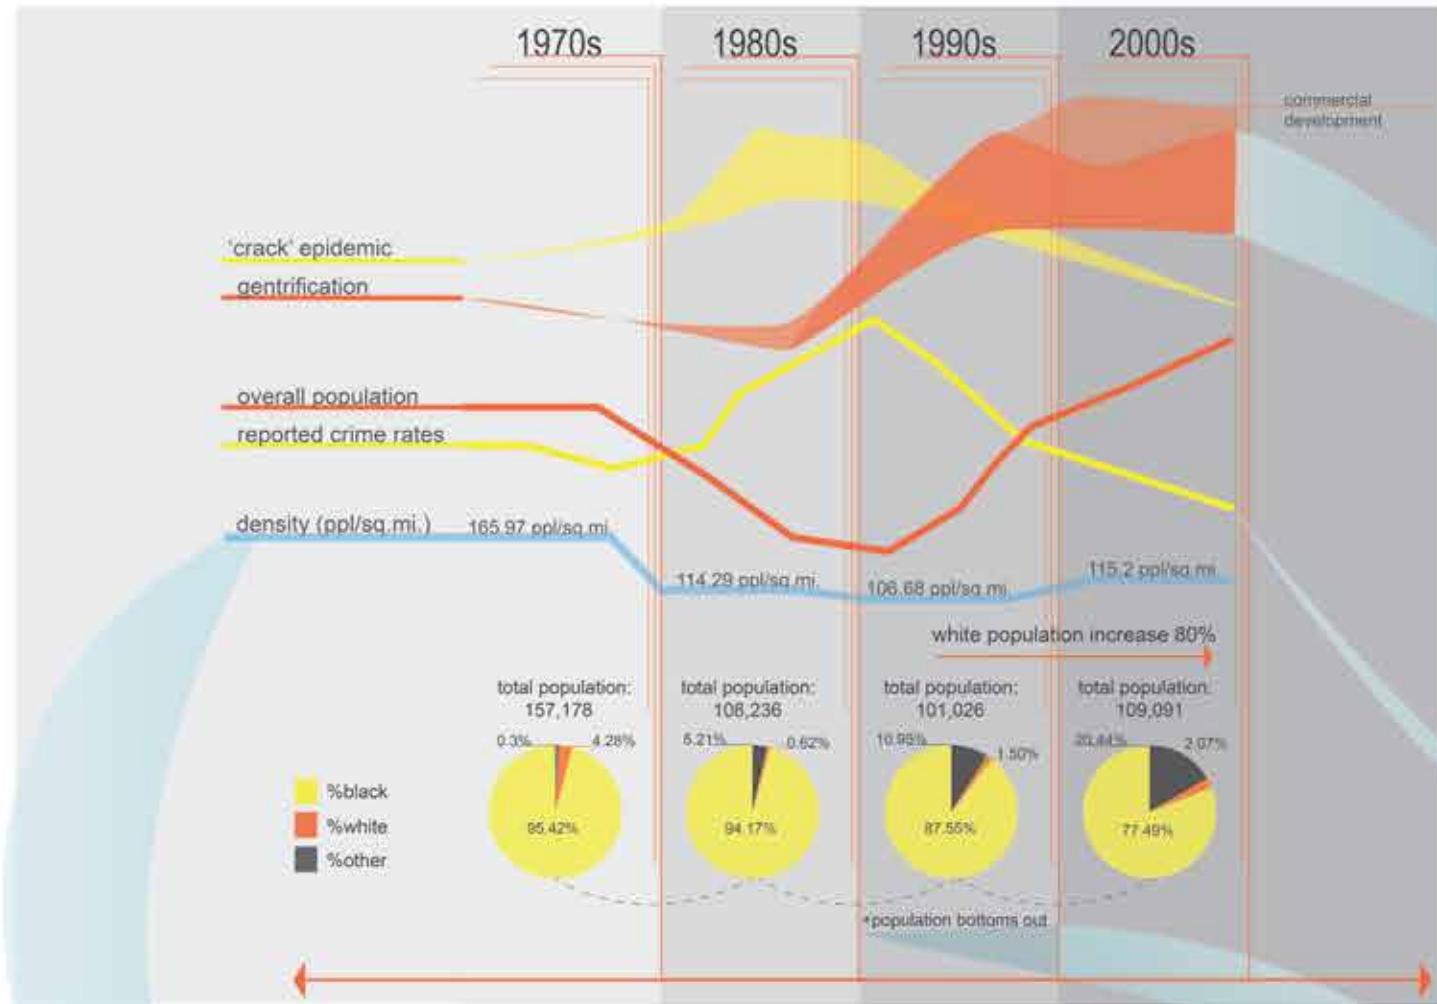 1970s
1980s
1990s
2000s
commercial
development
'crack' epidemic
gentrification
overall population
reported crime rates
density (ppl/sq.mi.)
165.97 ppl/sq.mi.
114.29 ppl/sq.mi.
106.68 ppl/sq.mi.
115.2 ppl/sq.mi.
white population increase 80%
total population:
157,178
total population:
108,236
total population:
101,026
total population:
109,091
0.3%
4.28%
95.42%
0.62%
94.17%
10.95%
1.50%
87.55%
20.44%
2.07%
77.49%
%black
%white
%other
*population bottoms out